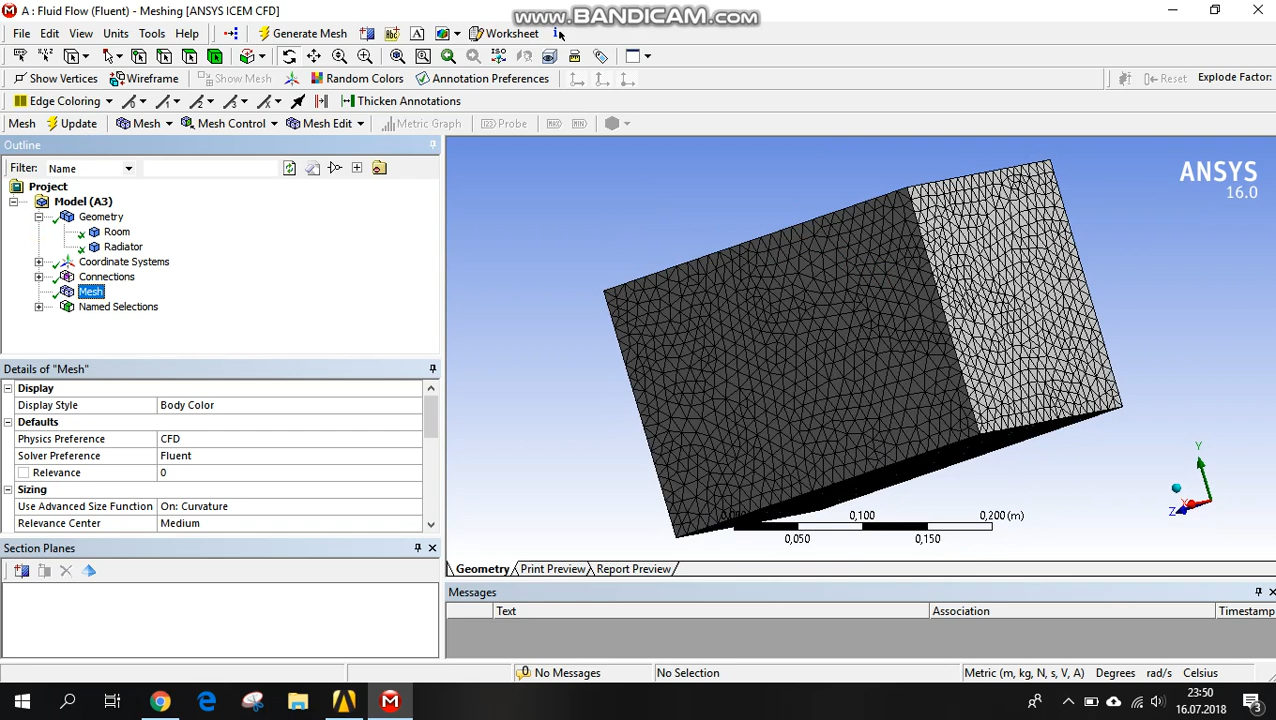 A : Fluid Flow (Fluent) - Meshing [ANSYS ICEM CFD]
www.BANDICAM.com
File Edit View Units Tools Help Generate Mesh A Worksheet i
Show Vertices Wireframe Show Mesh Random Colors Annotation Preferences Reset Explode Factor:
Edge Coloring Thicken Annotations
Mesh Update Mesh Mesh Control Mesh Edit Metric Graph Probe
Outline
Filter: Name
Project
Model (A3)
Geometry
Room
Radiator
Coordinate Systems
Connections
Mesh
Named Selections
Details of "Mesh"
Display
Display Style Body Color
Defaults
Physics Preference CFD
Solver Preference Fluent
Relevance 0
Sizing
Use Advanced Size Function On: Curvature
Relevance Center Medium
Section Planes
ANSYS
16.0
Y
X
Z
0,100 0,200 (m)
0,050 0,150
Geometry Print Preview Report Preview
Messages
Text Association Timestamp
0 No Messages No Selection Metric (m, kg, N, s, V, A) Degrees rad/s Celsius
23:50
16.07.2018
3